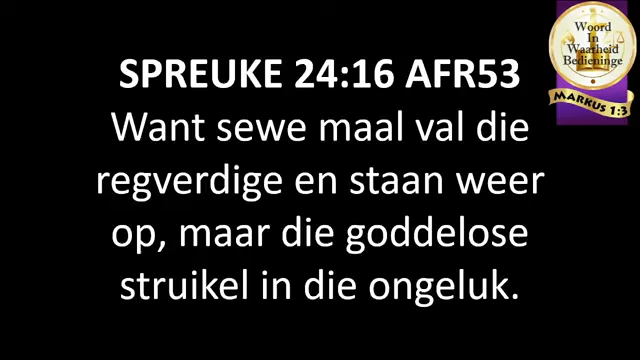 SPREUKE 24:16 AFR53
Want sewe maal val die
regverdige en staan weer
op, maar die goddelose
struikel in die ongeluk.
Woord
In
Waarheid
Bedieninge
MARKUS 1:3